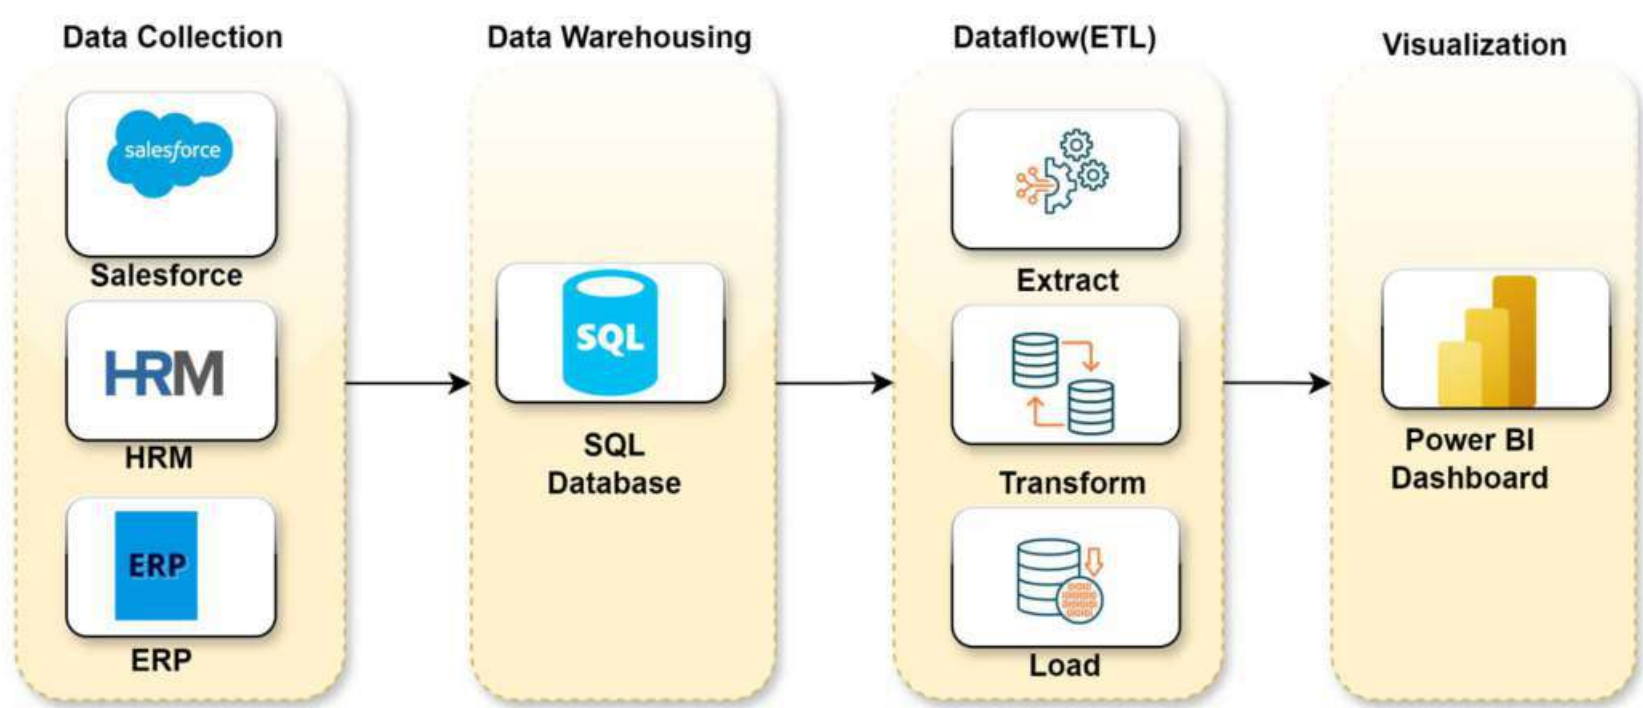 Data Collection
salesforce
Salesforce
HRM
HRM
ERP
ERP
Data Warehousing
SQL
SQL
Database
Dataflow(ETL)
Extract
Transform
Load
Visualization
Power BI
Dashboard